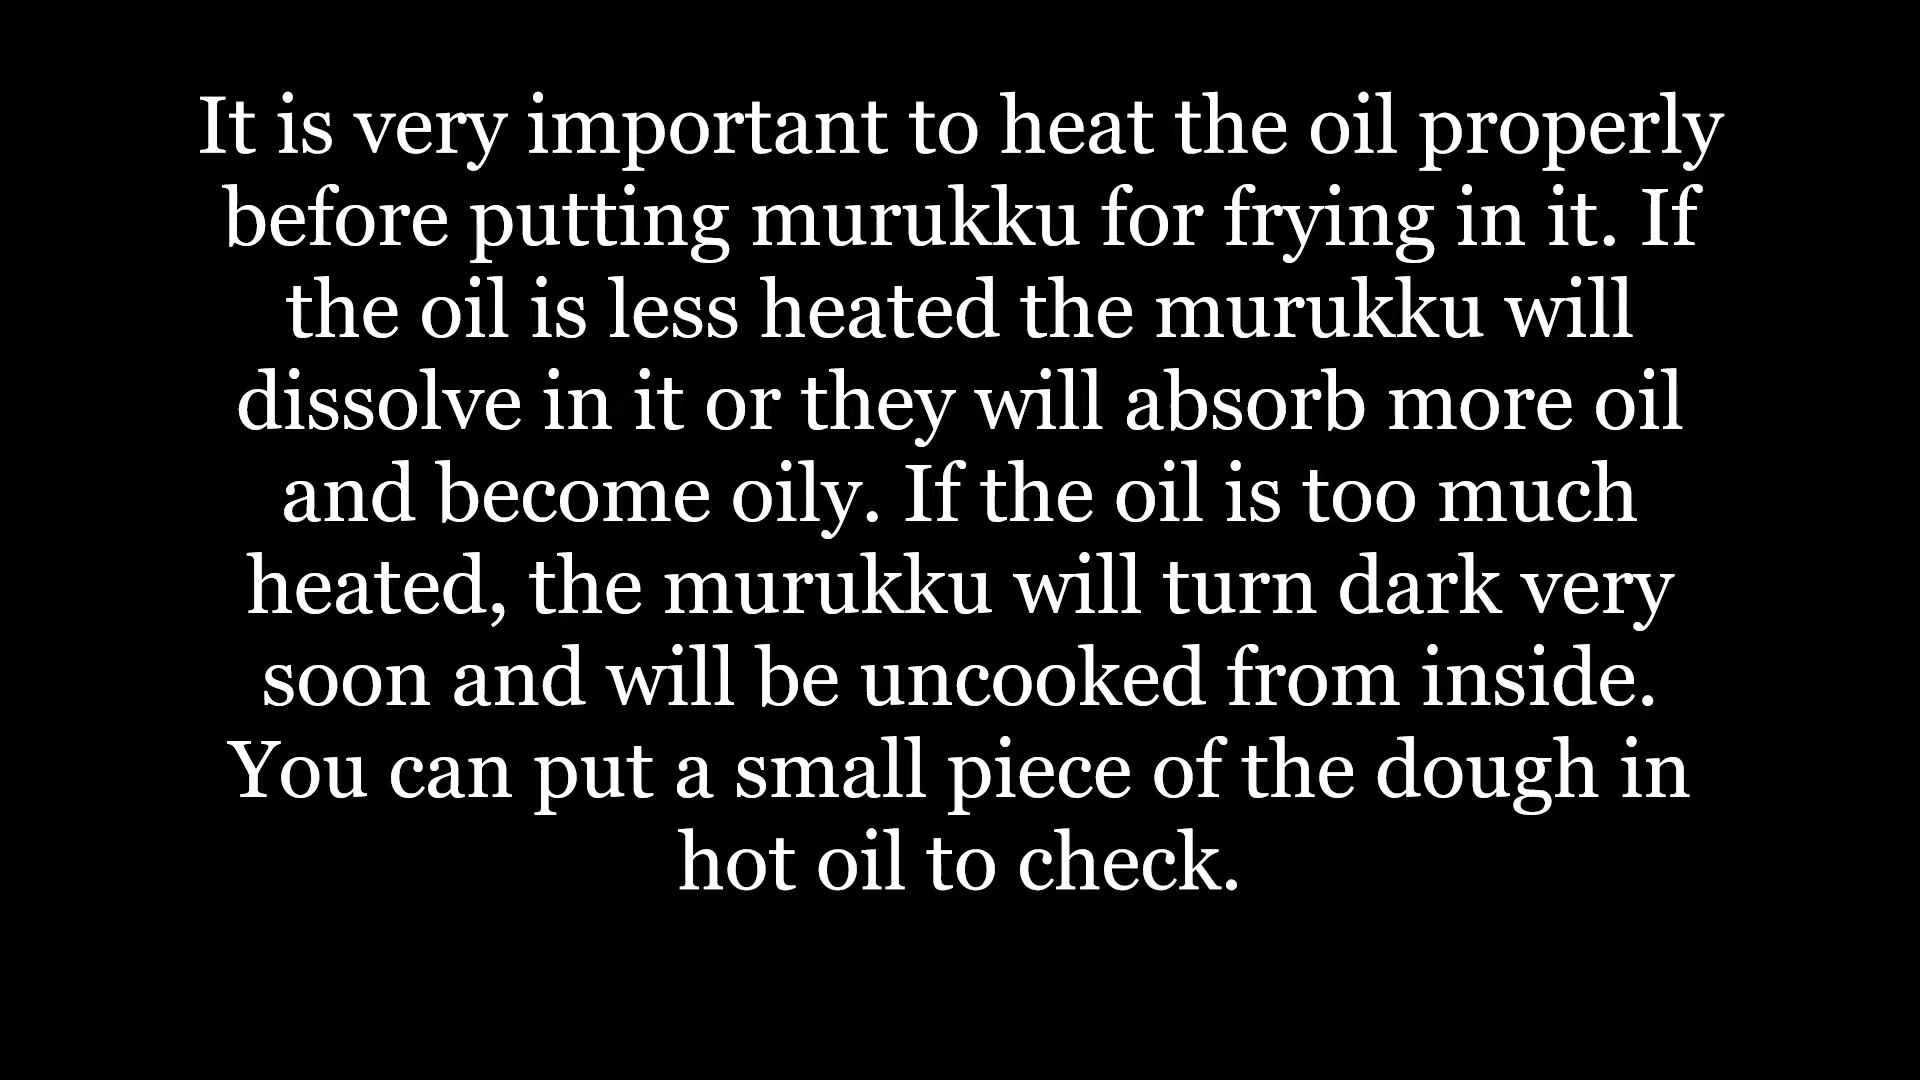 It is very important to heat the oil properly
before putting murukku for frying in it. If
the oil is less heated the murukku will
dissolve in it or they will absorb more oil
and become oily. If the oil is too much
heated, the murukku will turn dark very
soon and will be uncooked from inside.
You can put a small piece of the dough in
hot oil to check.